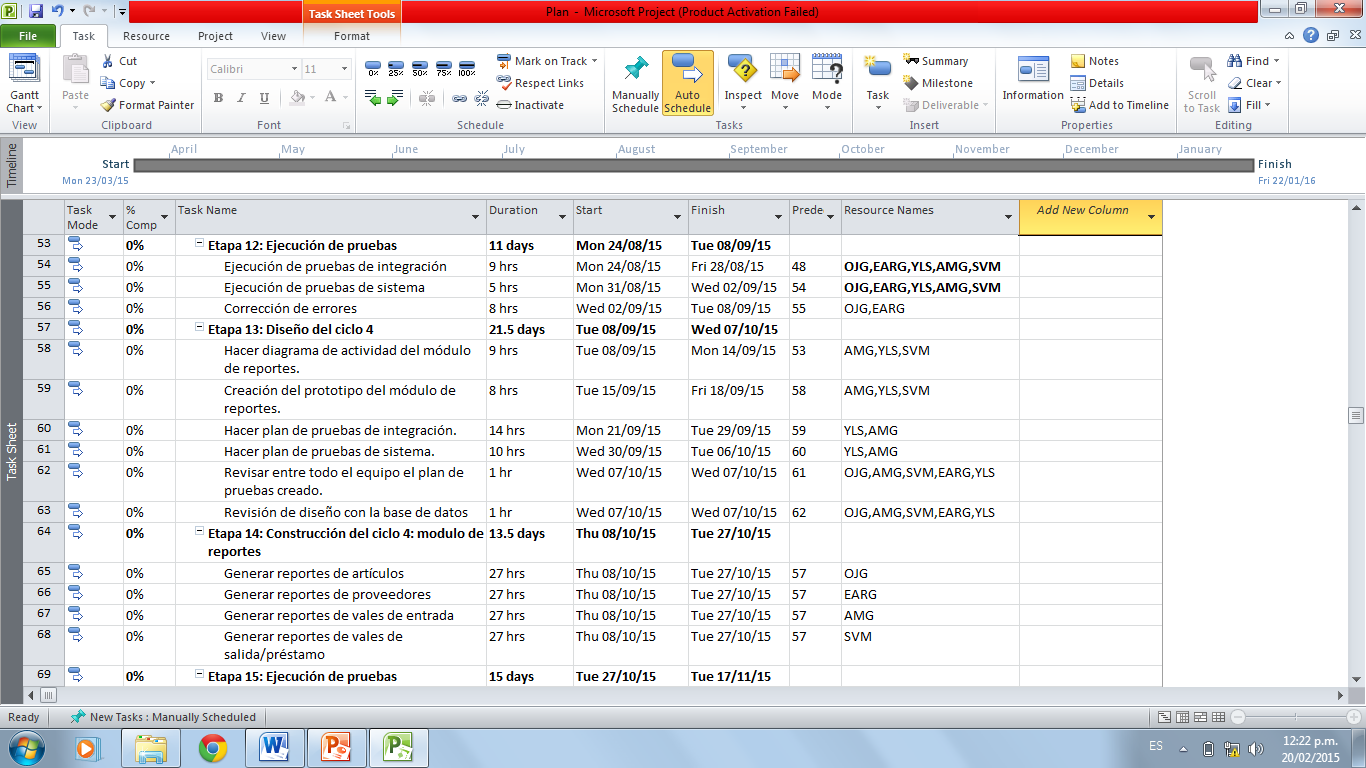 Task Sheet Tools
Plan - Microsoft Project (Product Activation Failed)
File Task Resource Project View Format
Gantt Chart
View
Paste
Cut
Copy
Format Painter
Clipboard
Calibri 11
B I U A
Font
0% 25% 50% 75% 100%
Mark on Track
Respect Links
Inactivate
Schedule
Manually Schedule
Auto Schedule
Inspect
Move
Mode
Tasks
Task
Summary
Milestone
Deliverable
Insert
Information
Notes
Details
Add to Timeline
Properties
Scroll to Task
Find
Clear
Fill
Editing
Timeline
April May June July August September October November December January
Start Finish
Mon 23/03/15 Fri 22/01/16
Task Sheet
Task Mode % Comp Task Name Duration Start Finish Prede Resource Names Add New Column
53 0% Etapa 12: Ejecución de pruebas 11 days Mon 24/08/15 Tue 08/09/15
54 0% Ejecución de pruebas de integración 9 hrs Mon 24/08/15 Fri 28/08/15 48 OJG,EARG,YLS,AMG,SVM
55 0% Ejecución de pruebas de sistema 5 hrs Mon 31/08/15 Wed 02/09/15 54 OJG,EARG,YLS,AMG,SVM
56 0% Corrección de errores 8 hrs Wed 02/09/15 Tue 08/09/15 55 OJG,EARG
57 0% Etapa 13: Diseño del ciclo 4 21.5 days Tue 08/09/15 Wed 07/10/15
58 0% Hacer diagrama de actividad del módulo 9 hrs Tue 08/09/15 Mon 14/09/15 53 AMG,YLS,SVM
de reportes.
59 0% Creación del prototipo del módulo de 8 hrs Tue 15/09/15 Fri 18/09/15 58 AMG,YLS,SVM
reportes.
60 0% Hacer plan de pruebas de integración. 14 hrs Mon 21/09/15 Tue 29/09/15 59 YLS,AMG
61 0% Hacer plan de pruebas de sistema. 10 hrs Wed 30/09/15 Tue 06/10/15 60 YLS,AMG
62 0% Revisar entre todo el equipo el plan de 1 hr Wed 07/10/15 Wed 07/10/15 61 OJG,AMG,SVM,EARG,YLS
pruebas creado.
63 0% Revisión de diseño con la base de datos 1 hr Wed 07/10/15 Wed 07/10/15 62 OJG,AMG,SVM,EARG,YLS
64 0% Etapa 14: Construcción del ciclo 4: modulo de 13.5 days Thu 08/10/15 Tue 27/10/15
reportes
65 0% Generar reportes de artículos 27 hrs Thu 08/10/15 Tue 27/10/15 57 OJG
66 0% Generar reportes de proveedores 27 hrs Thu 08/10/15 Tue 27/10/15 57 EARG
67 0% Generar reportes de vales de entrada 27 hrs Thu 08/10/15 Tue 27/10/15 57 AMG
68 0% Generar reportes de vales de 27 hrs Thu 08/10/15 Tue 27/10/15 57 SVM
salida/préstamo
69 0% Etapa 15: Ejecución de pruebas 15 days Tue 27/10/15 Tue 17/11/15
Ready New Tasks : Manually Scheduled
ES 12:22 p.m.
20/02/2015